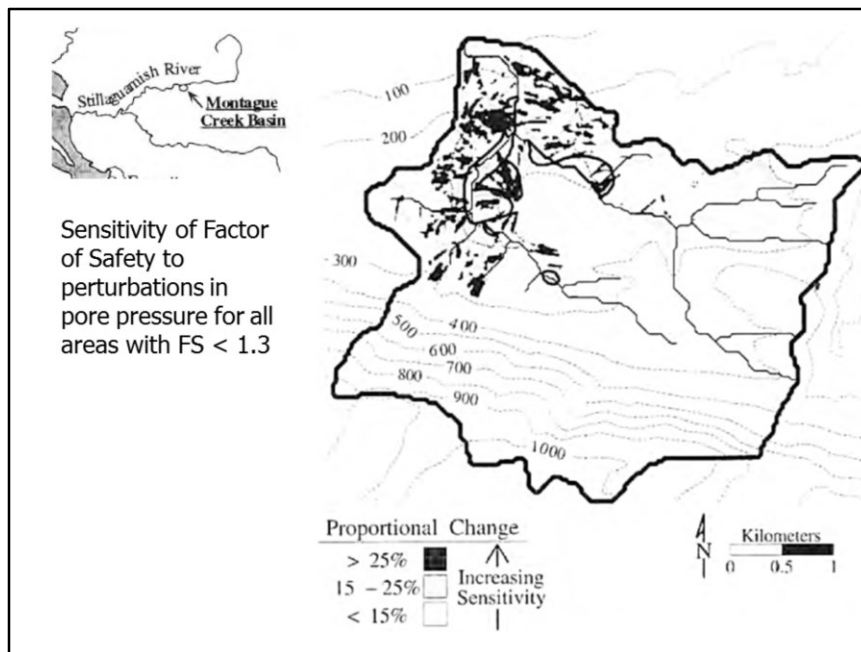 Stillaguamish River
Montague
Creek Basin
Sensitivity of Factor
of Safety to
perturbations in
pore pressure for all
areas with FS < 1.3
100
200
300
400
500
600
700
800
900
1000
Proportional Change
> 25%
15 – 25%
< 15%
Increasing
Sensitivity
N
Kilometers
0 0.5 1